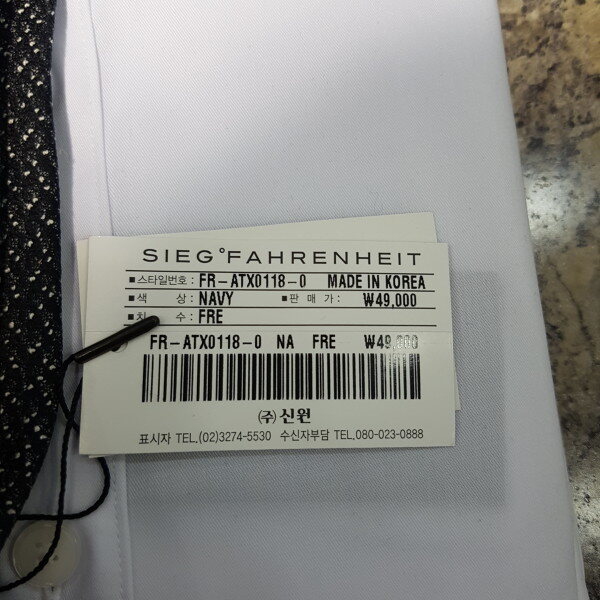 SIEG°FAHRENHEIT
■스타일번호 : FR-ATX0118-0 MADE IN KOREA
■색 상 : NAVY ■판 매 가 : ₩49,000
■치 수 : FRE
FR-ATX0118-0 NA FRE ₩49,000
(주)신원
표시자 TEL.(02)3274-5530 수신자부담 TEL.080-023-0888